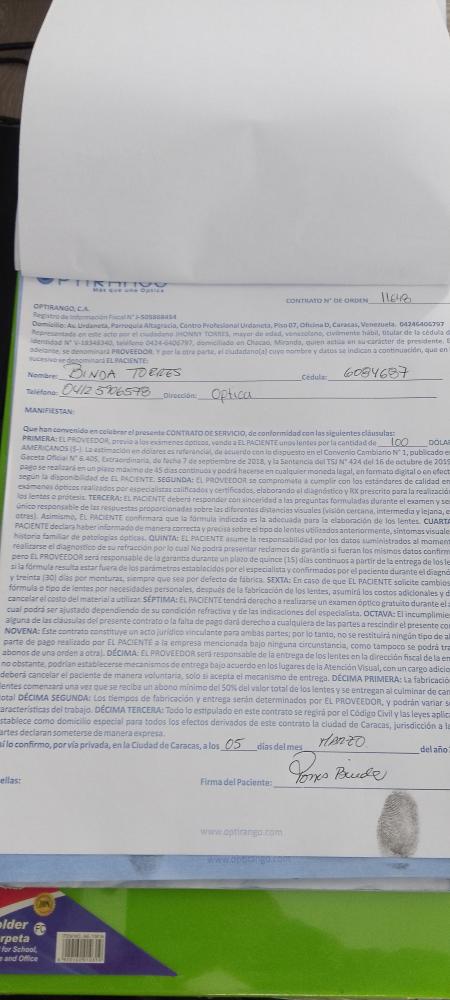 OPTIRANGO
Más que una Optica
CONTRATO Nº DE ORDEN 11648
OPTIRANGO, C.A.
Registro de Información Fiscal Nº J-505888454
Domicilio: Av. Urdaneta, Parroquia Altagracia, Centro Profesional Urdaneta, Piso 07, Oficina D, Caracas, Venezuela. 04246406797
Representada en este acto por el ciudadano JHONNY TORRES, mayor de edad, venezolano, civilmente hábil, titular de la cédula d
Identidad Nº V-18348340, teléfono 0424-6406797, domiciliado en Chacao, Miranda, quien actúa en su carácter de presidente. E
adelante, se denominará PROVEEDOR. Y por la otra parte, el ciudadano(a) cuyo nombre y datos se indican a continuación, que en
sucesivo se denominará EL PACIENTE:
Nombre: BINDA TORRES Cédula: 6084687
Teléfono: 0412 5906578 Dirección: Optica
MANIFIESTAN:
Que han convenido en celebrar el presente CONTRATO DE SERVICIO, de conformidad con las siguientes cláusulas:
PRIMERA: EL PROVEEDOR, previo a los exámenes ópticos, vende a EL PACIENTE unos lentes por la cantidad de 100 DÓLAR
AMERICANOS ($-). La estimación en dólares es referencial, de acuerdo con lo dispuesto en el Convenio Cambiario Nº 1, publicado e
Gaceta Oficial Nº 6.405, Extraordinaria, de fecha 7 de septiembre de 2018, y la Sentencia del TSJ Nº 424 del 16 de octubre de 2019
pago se realizará en un plazo máximo de 45 días continuos y podrá hacerse en cualquier moneda legal, en formato digital o en efect
según la disponibilidad de EL PACIENTE. SEGUNDA: EL PROVEEDOR se compromete a cumplir con los estándares de calidad en
exámenes ópticos realizados por especialistas calificados y certificados, elaborando el diagnóstico y RX prescrito para la realizació
los lentes o prótesis. TERCERA: EL PACIENTE deberá responder con sinceridad a las preguntas formuladas durante el examen y se
único responsable de las respuestas proporcionadas sobre las diferentes distancias visuales (visión cercana, intermedia y lejana, e
otras). Asimismo, EL PACIENTE confirmara que la fórmula indicada es la adecuada para la elaboración de los lentes. CUARTA
PACIENTE declara haber informado de manera correcta y precisa sobre el tipo de lentes utilizados anteriormente, síntomas visuale
historia familiar de patologías ópticas. QUINTA: EL PACIENTE asume la responsabilidad por los datos suministrados al momen
realizarse el diagnostico de su refracción por lo cual No podrá presentar reclamos de garantía si fueran los mismos datos confirm
pero EL PROVEEDOR será responsable de la garantía durante un plazo de quince (15) días continuos a partir de la entrega de los le
si la fórmula resulta estar fuera de los parámetros establecidos por el especialista y confirmados por el paciente durante el diagnó
y treinta (30) días por monturas, siempre que sea por defecto de fábrica. SEXTA: En caso de que EL PACIENTE solicite cambios
fórmula o tipo de lentes por necesidades personales, después de la fabricación de los lentes, asumirá los costos adicionales y d
cancelar el costo del material a utilizar. SÉPTIMA: EL PACIENTE tendrá derecho a realizarse un examen óptico gratuito durante el
cual podrá ser ajustado dependiendo de su condición refractiva y de las indicaciones del especialista. OCTAVA: El incumplimien
alguna de las cláusulas del presente contrato o la falta de pago dará derecho a cualquiera de las partes a rescindir el presente co
NOVENA: Este contrato constituye un acto jurídico vinculante para ambas partes; por lo tanto, no se restituirá ningún tipo de a
parte de pago realizado por EL PACIENTE a la empresa mencionada bajo ninguna circunstancia, como tampoco se podrá tra
abonos de una orden a otra). DÉCIMA: EL PROVEEDOR será responsable de la entrega de los lentes en la dirección fiscal de la em
no obstante, podrían establecerse mecanismos de entrega bajo acuerdo en los lugares de la Atención Visual, con un cargo adicio
deberá cancelar el paciente de manera voluntaria, solo si acepta el mecanismo de entrega. DÉCIMA PRIMERA: La fabricació
lentes comenzará una vez que se reciba un abono mínimo del 50% del valor total de los lentes y se entregan al culminar de can
total DÉCIMA SEGUNDA: Los tiempos de fabricación y entrega serán determinados por EL PROVEEDOR, y podrán variar s
características del trabajo. DÉCIMA TERCERA: Todo lo estipulado en este contrato se regirá por el Código Civil y las leyes aplica
establece como domicilio especial para todos los efectos derivados de este contrato la ciudad de Caracas, jurisdicción a la
artes declaran someterse de manera expresa.
sí lo confirmo, por vía privada, en la Ciudad de Caracas, a los 05 días del mes MARZO del año
ellas:
Firma del Paciente: Torres Binda
www.optirango.com
www.optirango.com
older
rpeta
for School,
e and Office
FC